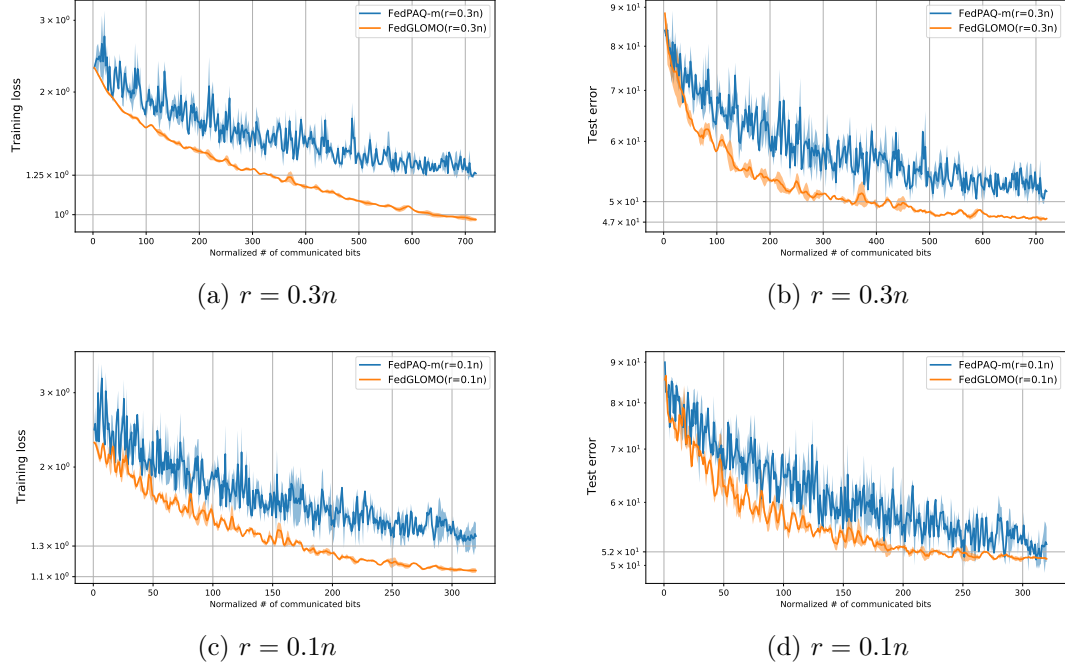 FedPAQ-m(r=0.3n)
FedGLOMO(r=0.3n)
3 × 10⁰
2 × 10⁰
1.25 × 10⁰
10⁰
Training loss
0 100 200 300 400 500 600 700
Normalized # of communicated bits
(a) r = 0.3n
FedPAQ-m(r=0.3n)
FedGLOMO(r=0.3n)
9 × 10¹
8 × 10¹
7 × 10¹
6 × 10¹
5 × 10¹
4.7 × 10¹
Test error
0 100 200 300 400 500 600 700
Normalized # of communicated bits
(b) r = 0.3n
FedPAQ-m(r=0.1n)
FedGLOMO(r=0.1n)
3 × 10⁰
2 × 10⁰
1.3 × 10⁰
1.1 × 10⁰
Training loss
0 50 100 150 200 250 300
Normalized # of communicated bits
(c) r = 0.1n
FedPAQ-m(r=0.1n)
FedGLOMO(r=0.1n)
9 × 10¹
8 × 10¹
7 × 10¹
6 × 10¹
5.2 × 10¹
5 × 10¹
Test error
0 50 100 150 200 250 300
Normalized # of communicated bits
(d) r = 0.1n